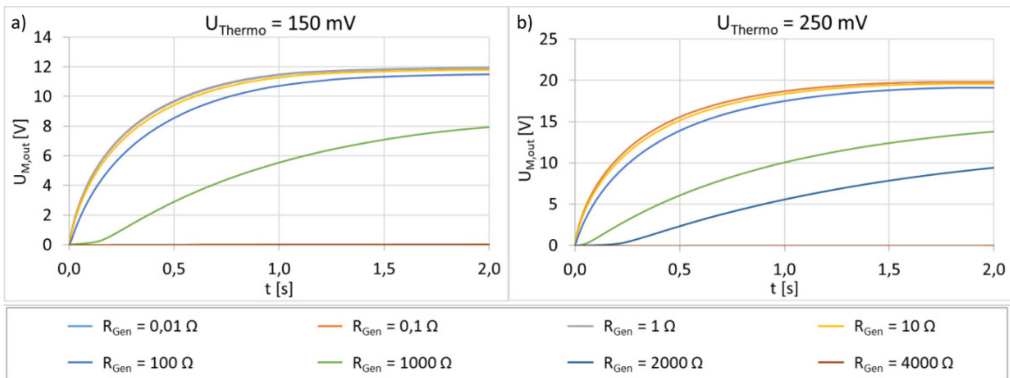 a) U_Thermo = 150 mV
U_M,out [V]
14
12
10
8
6
4
2
0
0,0 0,5 1,0 1,5 2,0
t [s]
b) U_Thermo = 250 mV
U_M,out [V]
25
20
15
10
5
0
0,0 0,5 1,0 1,5 2,0
t [s]
R_Gen = 0,01 Ω R_Gen = 0,1 Ω R_Gen = 1 Ω R_Gen = 10 Ω
R_Gen = 100 Ω R_Gen = 1000 Ω R_Gen = 2000 Ω R_Gen = 4000 Ω